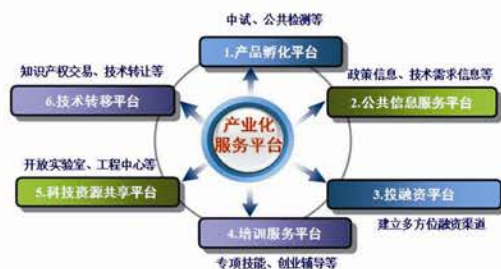 中试、公共检测等
1.产品孵化平台
知识产权交易、技术转让等
6.技术转移平台
政策信息、技术需求信息等
2.公共信息服务平台
产业化
服务平台
开放实验室、工程中心等
5.科技资源共享平台
3.投融资平台
建立多方位融资渠道
4.培训服务平台
专项技能、创业辅导等